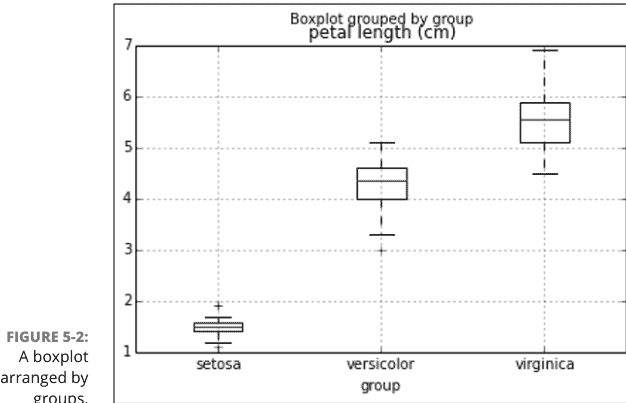 Boxplot grouped by group
petal length (cm)
7
6
5
4
3
2
1
setosa versicolor virginica
group
FIGURE 5-2:
A boxplot
arranged by
groups.